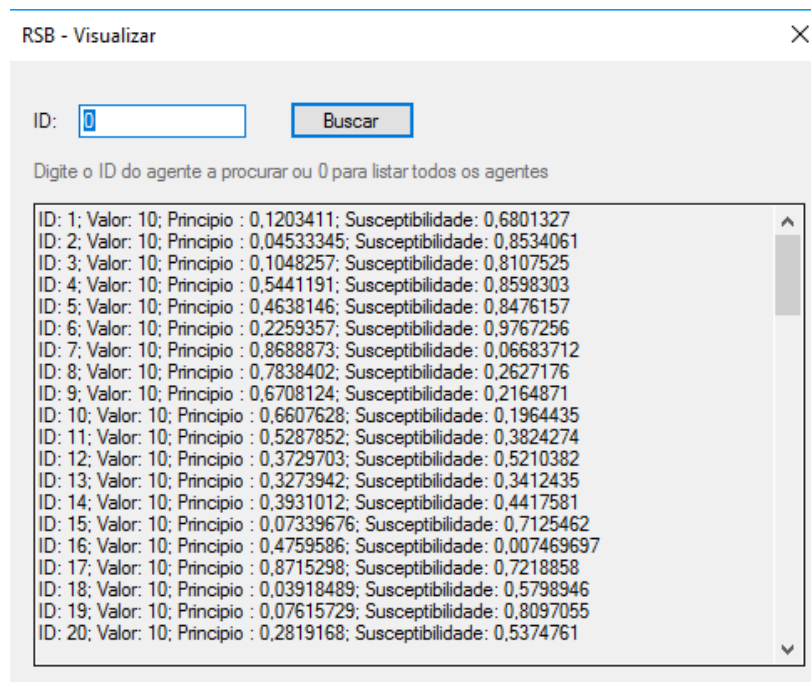 RSB - Visualizar
ID: 0 Buscar
Digite o ID do agente a procurar ou 0 para listar todos os agentes
ID: 1; Valor: 10; Principio : 0,1203411; Susceptibilidade: 0,6801327
ID: 2; Valor: 10; Principio : 0,04533345; Susceptibilidade: 0,8534061
ID: 3; Valor: 10; Principio : 0,1048257; Susceptibilidade: 0,8107525
ID: 4; Valor: 10; Principio : 0,5441191; Susceptibilidade: 0,8598303
ID: 5; Valor: 10; Principio : 0,4638146; Susceptibilidade: 0,8476157
ID: 6; Valor: 10; Principio : 0,2259357; Susceptibilidade: 0,9767256
ID: 7; Valor: 10; Principio : 0,8688873; Susceptibilidade: 0,06683712
ID: 8; Valor: 10; Principio : 0,7838402; Susceptibilidade: 0,2627176
ID: 9; Valor: 10; Principio : 0,6708124; Susceptibilidade: 0,2164871
ID: 10; Valor: 10; Principio : 0,6607628; Susceptibilidade: 0,1964435
ID: 11; Valor: 10; Principio : 0,5287852; Susceptibilidade: 0,3824274
ID: 12; Valor: 10; Principio : 0,3729703; Susceptibilidade: 0,5210382
ID: 13; Valor: 10; Principio : 0,3273942; Susceptibilidade: 0,3412435
ID: 14; Valor: 10; Principio : 0,3931012; Susceptibilidade: 0,4417581
ID: 15; Valor: 10; Principio : 0,07339676; Susceptibilidade: 0,7125462
ID: 16; Valor: 10; Principio : 0,4759586; Susceptibilidade: 0,007469697
ID: 17; Valor: 10; Principio : 0,8715298; Susceptibilidade: 0,7218858
ID: 18; Valor: 10; Principio : 0,03918489; Susceptibilidade: 0,5798946
ID: 19; Valor: 10; Principio : 0,07615729; Susceptibilidade: 0,8097055
ID: 20; Valor: 10; Principio : 0,2819168; Susceptibilidade: 0,5374761